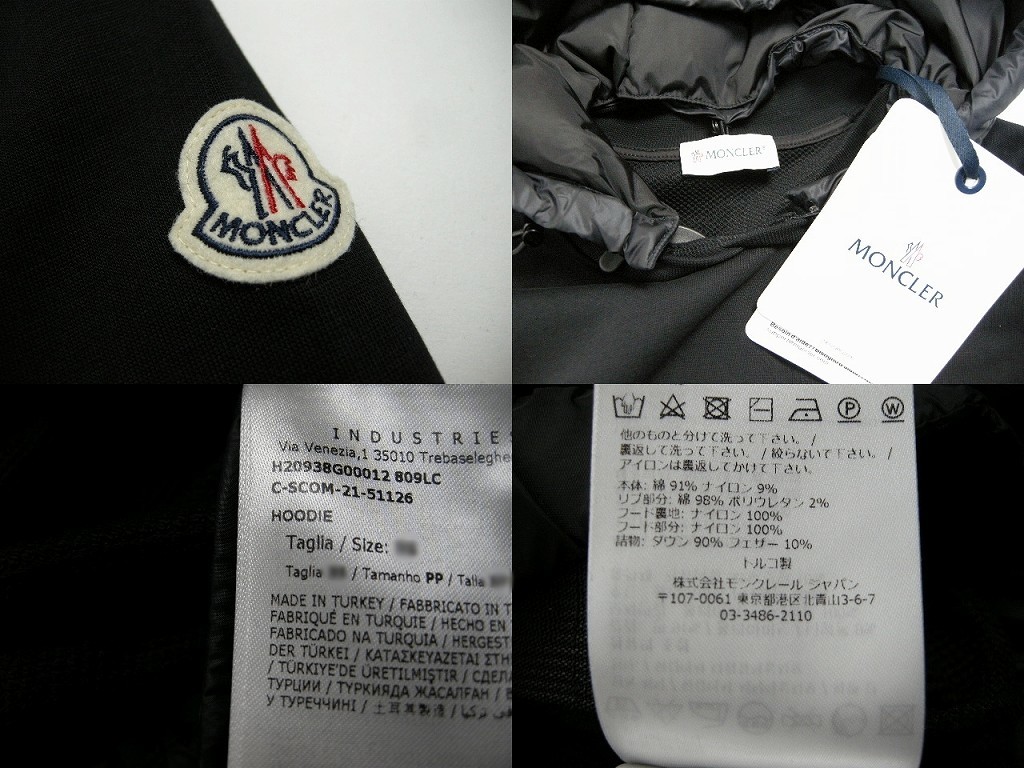 MONCLER
MONCLER
MONCLER
INDUSTRIES
Via Venezia,1 35010 Trebaseleghe
H20938G00012 809LC
C-SCOM-21-51126
HOODIE
Taglia / Size:
Taglia / Tamanho PP / Talla
MADE IN TURKEY / FABBRICATO IN T
FABRIQUÉ EN TURQUIE / HECHO EN
FABRICADO NA TURQUIA / HERGEST
DER TÜRKEI / ΚΑΤΑΣΚΕΥΑΖΕΤΑΙ ΣΤΗ
/ TÜRKİYE'DE ÜRETİLMİŞTİR / СДЕЛА
ТУРЦИИ / ТҮРКИЯДА ЖАСАЛҒАН /
У ТУРЕЧЧИНІ / 土耳其製造 /
P W
他のものと分けて洗って下さい。 /
裏返して洗って下さい。 / 絞らないで下さい。 /
アイロンは裏返してかけて下さい。
本体: 綿 91% ナイロン 9%
リブ部分: 綿 98% ポリウレタン 2%
フード裏地: ナイロン 100%
フード部分: ナイロン 100%
詰物: ダウン 90% フェザー 10%
トルコ製
株式会社モンクレール ジャパン
〒107-0061 東京都港区北青山3-6-7
03-3486-2110